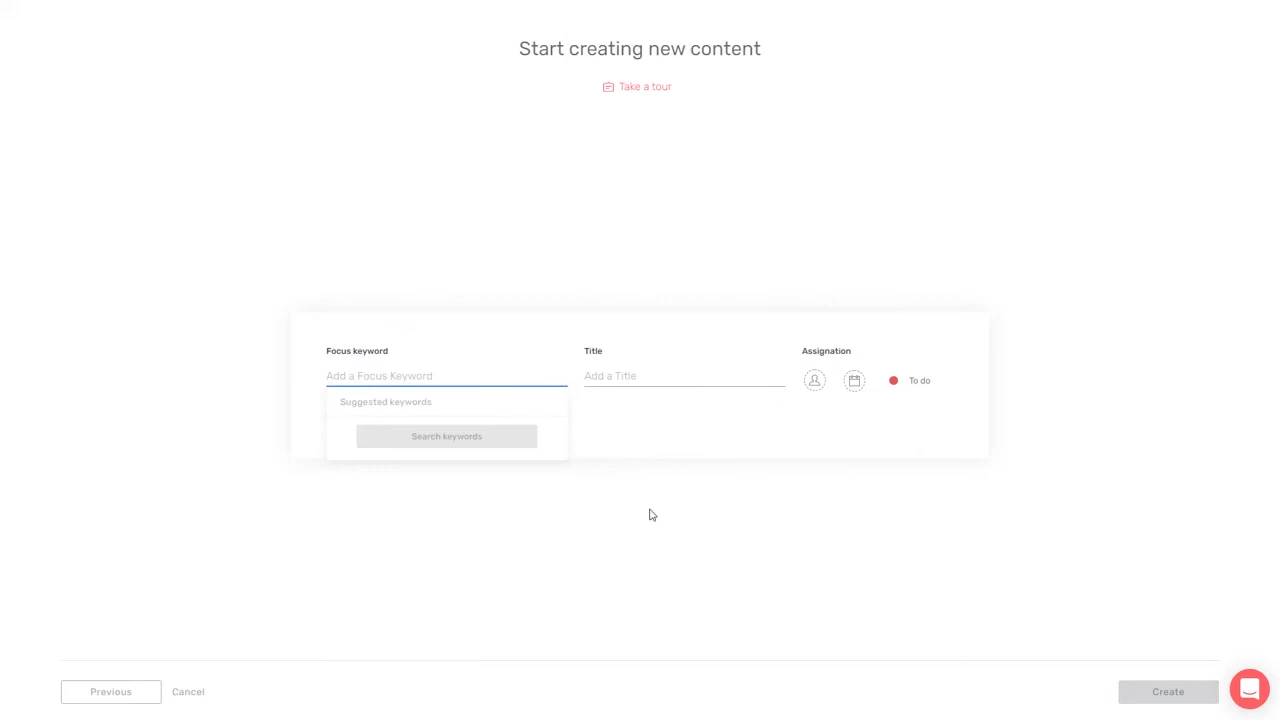 Start creating new content
Take a tour
Focus keyword
Title
Assignation
Add a Focus Keyword
Add a Title
To do
Suggested keywords
Search keywords
Previous
Cancel
Create